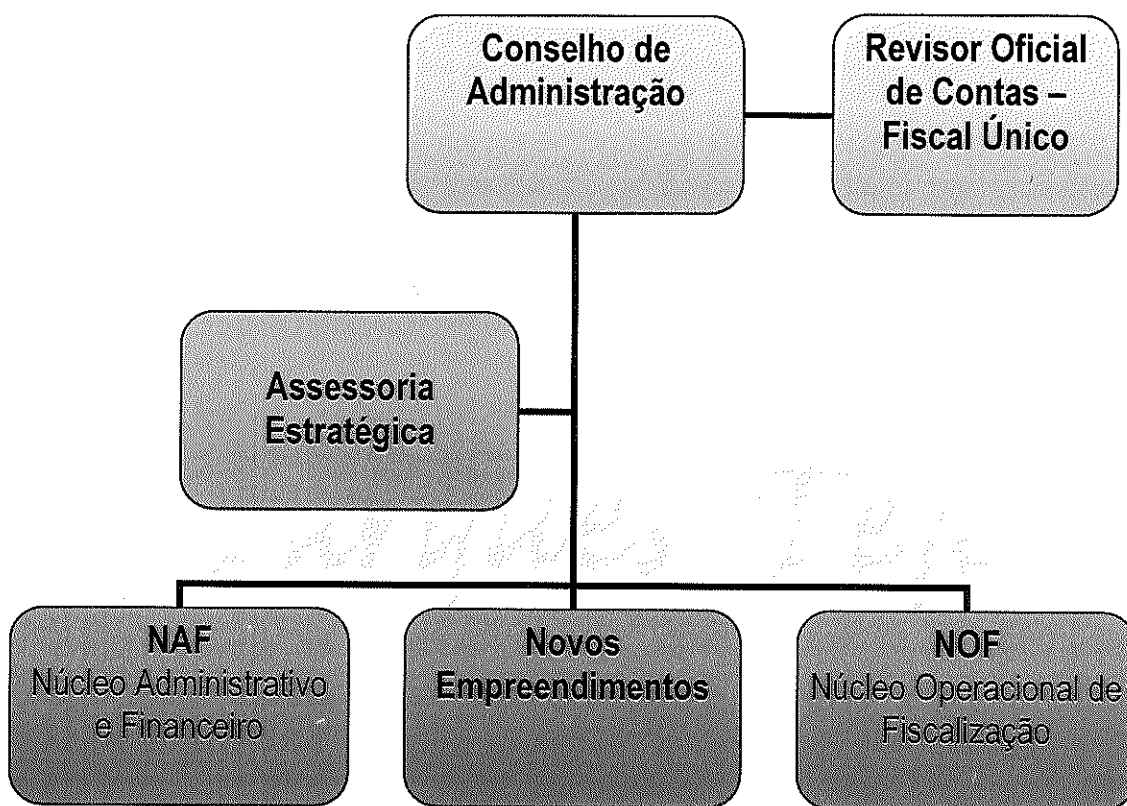 Conselho de
Administração
Revisor Oficial
de Contas –
Fiscal Único
Assessoria
Estratégica
NAF
Núcleo Administrativo
e Financeiro
Novos
Empreendimentos
NOF
Núcleo Operacional de
Fiscalização